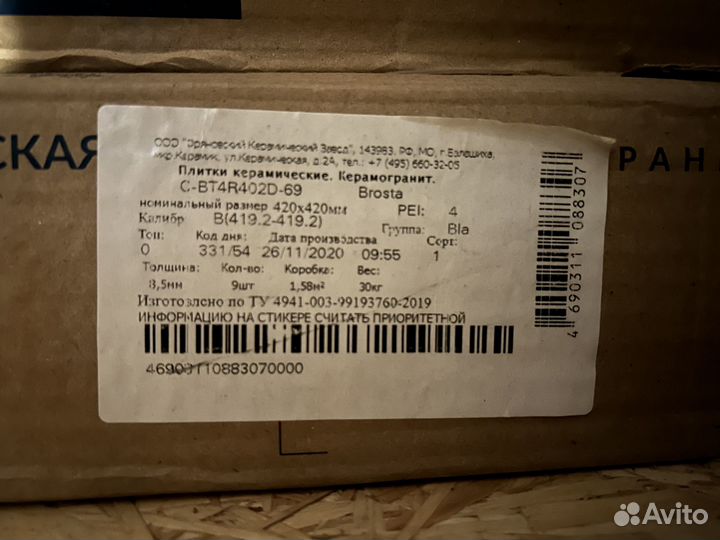 СКАЯ
РАН
ООО "Фряновский Керамический Завод", 143983, РФ, МО, г.Балашиха,
мкр.Керамик, ул.Керамическая, д.2А, тел.: +7 (495) 660-32-05
Плитки керамические. Керамогранит.
C-BT4R402D-69 Brosta
номинальный размер 420х420мм PEI: 4
Калибр B(419.2-419.2) Группа: BIa
Тон: Код дня: Дата производства Сорт:
0 331/54 26/11/2020 09:55 1
Толщина: Кол-во: Коробка: Вес:
8,5мм 9шт 1,58м² 30кг
Изготовлено по ТУ 4941-003-99193760-2019
ИНФОРМАЦИЮ НА СТИКЕРЕ СЧИТАТЬ ПРИОРИТЕТНОЙ
46903110883070000
4 690311 088307
Avito